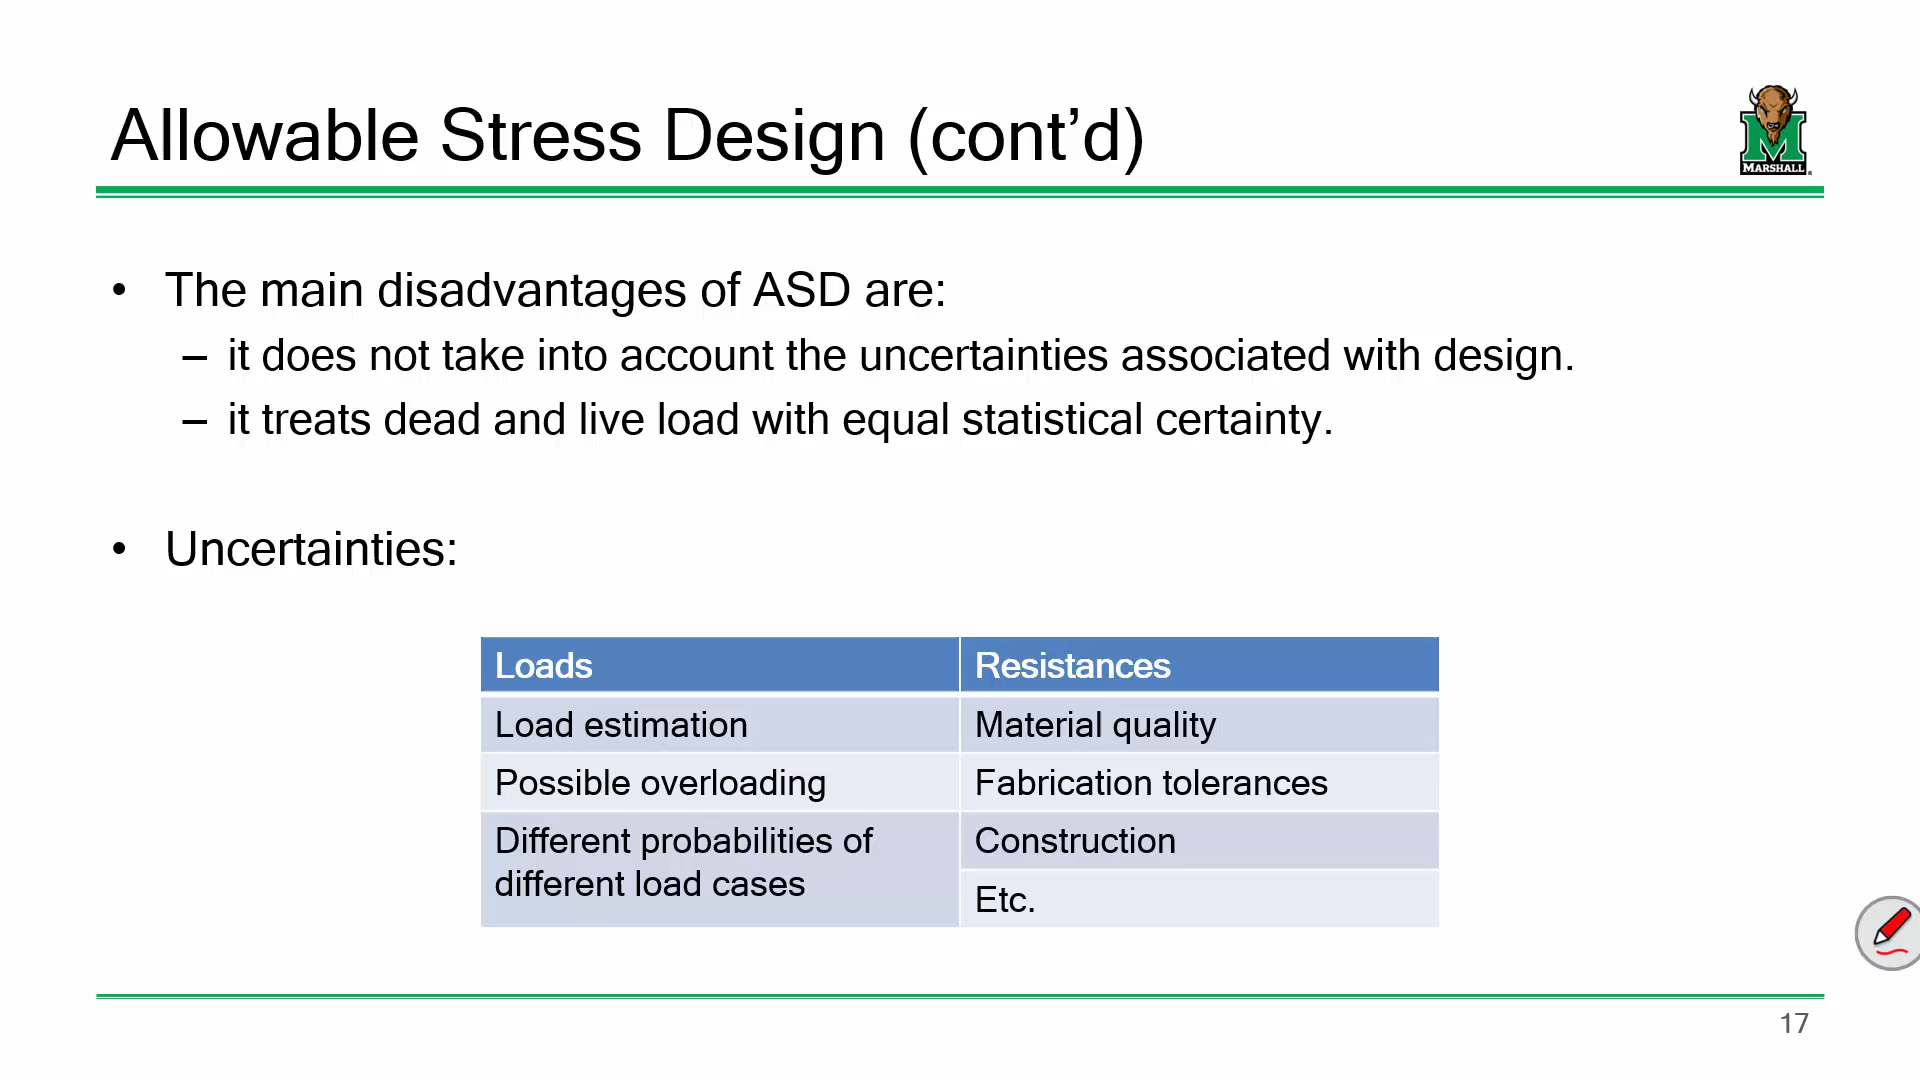 Allowable Stress Design (cont’d)
MARSHALL
• The main disadvantages of ASD are:
– it does not take into account the uncertainties associated with design.
– it treats dead and live load with equal statistical certainty.
• Uncertainties:
Loads Resistances
Load estimation Material quality
Possible overloading Fabrication tolerances
Different probabilities of Construction
different load cases
Etc.
17